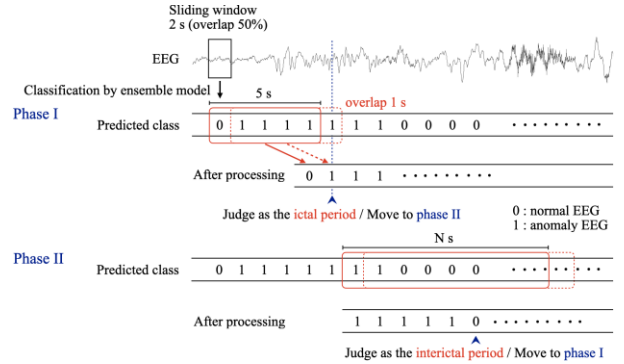 Sliding window
2 s (overlap 50%)
EEG
Classification by ensemble model
5 s
overlap 1 s
Phase I
Predicted class 0 1 1 1 1 1 1 1 0 0 0 0 ·········
After processing 0 1 1 1 ·········
Judge as the ictal period / Move to phase II
0 : normal EEG
1 : anomaly EEG
Phase II
N s
Predicted class 0 1 1 1 1 1 1 1 0 0 0 0 ·········
After processing 1 1 1 1 1 0 ·········
Judge as the interictal period / Move to phase I